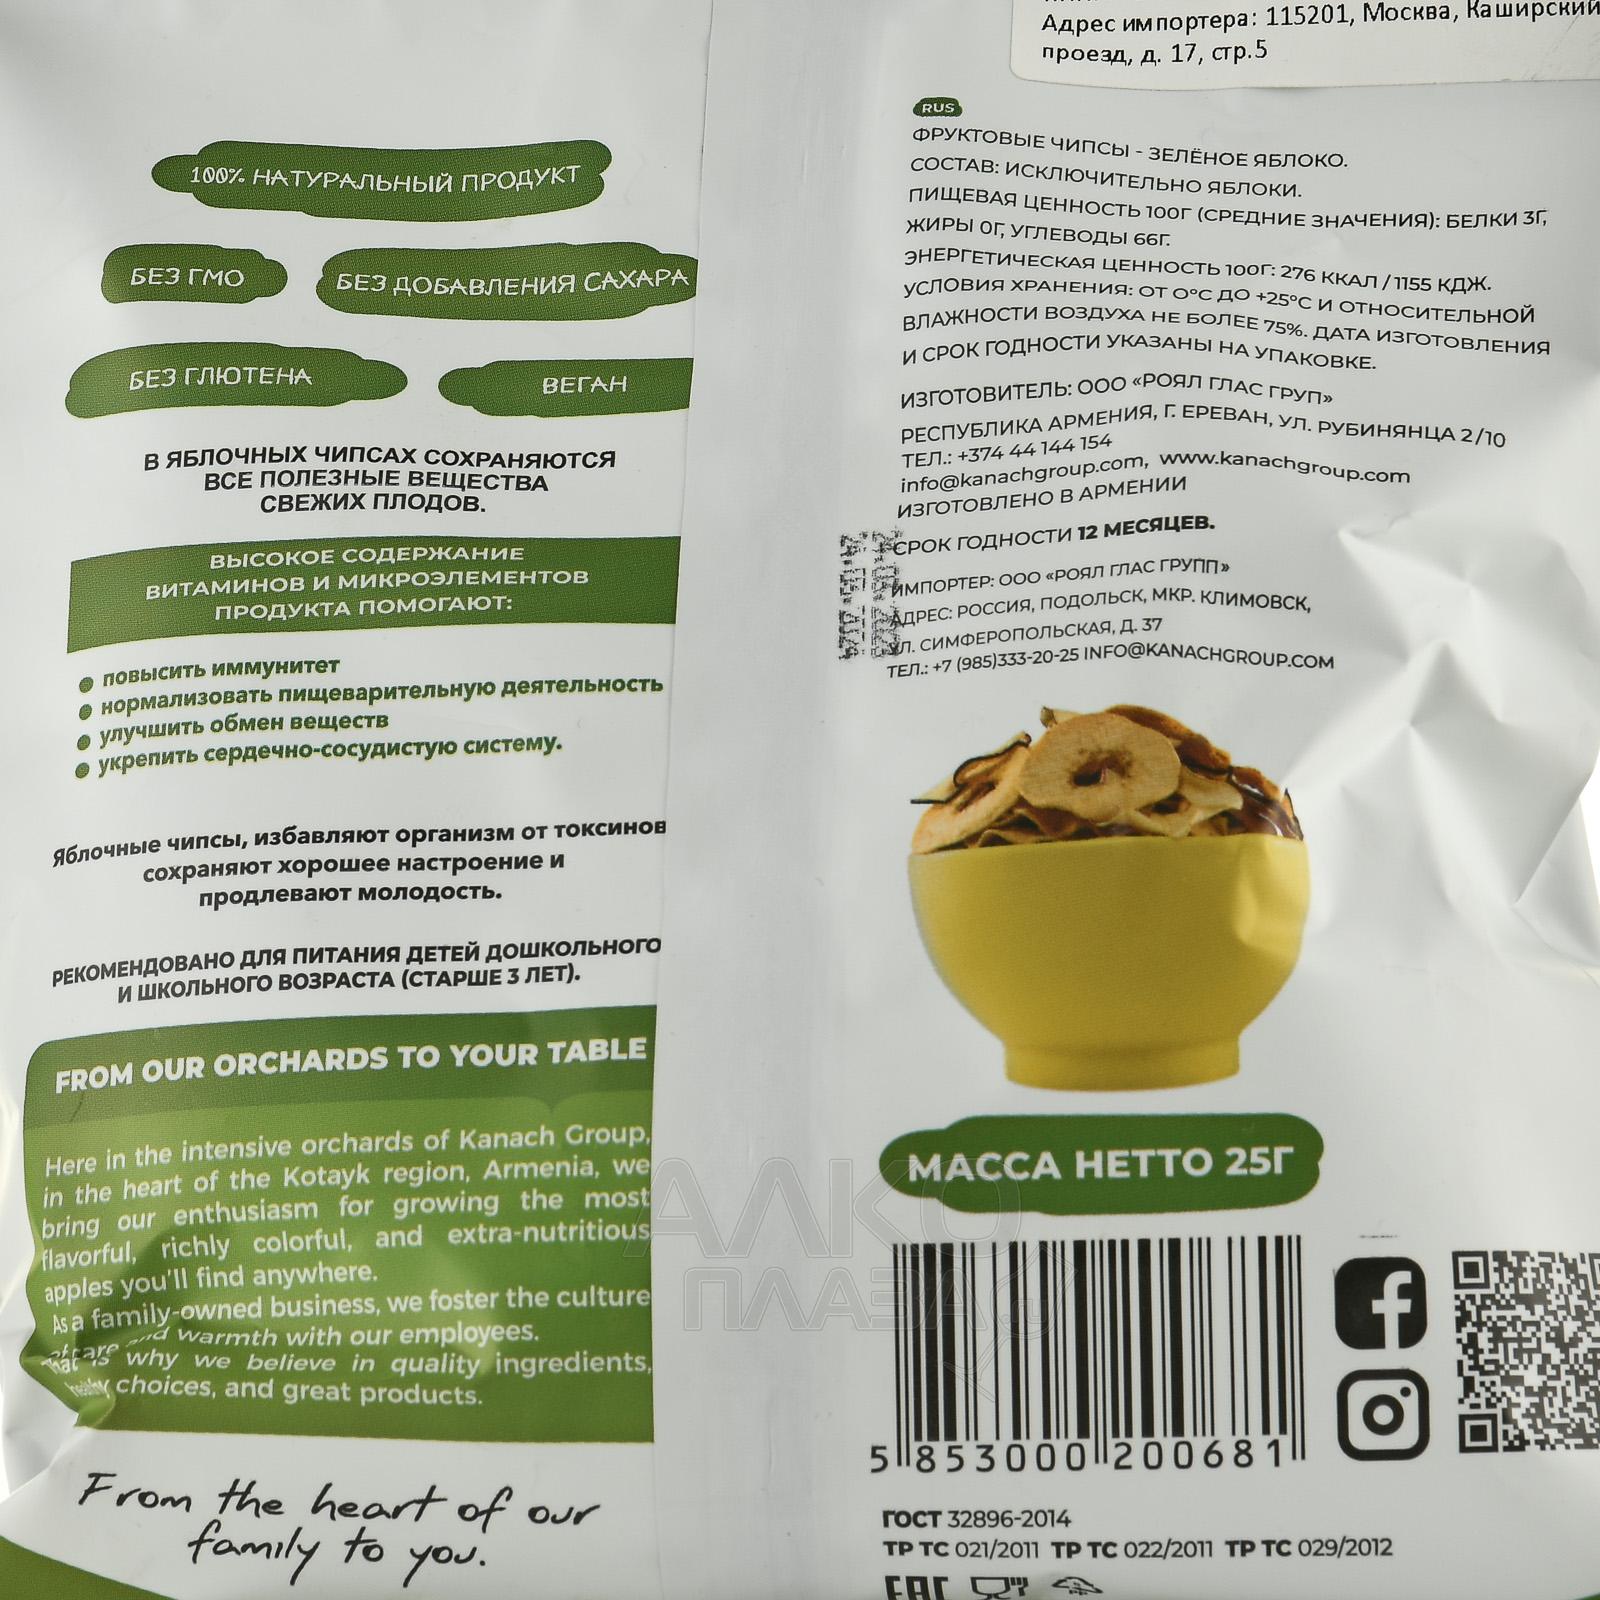 Адрес импортера: 115201, Москва, Каширский
проезд, д. 17, стр.5
100% НАТУРАЛЬНЫЙ ПРОДУКТ
БЕЗ ГМО
БЕЗ ДОБАВЛЕНИЯ САХАРА
БЕЗ ГЛЮТЕНА
ВЕГАН
В ЯБЛОЧНЫХ ЧИПСАХ СОХРАНЯЮТСЯ
ВСЕ ПОЛЕЗНЫЕ ВЕЩЕСТВА
СВЕЖИХ ПЛОДОВ.
ВЫСОКОЕ СОДЕРЖАНИЕ
ВИТАМИНОВ И МИКРОЭЛЕМЕНТОВ
ПРОДУКТА ПОМОГАЮТ:
повысить иммунитет
нормализовать пищеварительную деятельность
улучшить обмен веществ
укрепить сердечно-сосудистую систему.
Яблочные чипсы, избавляют организм от токсинов
сохраняют хорошее настроение и
продлевают молодость.
РЕКОМЕНДОВАНО ДЛЯ ПИТАНИЯ ДЕТЕЙ ДОШКОЛЬНОГО
И ШКОЛЬНОГО ВОЗРАСТА (СТАРШЕ 3 ЛЕТ).
FROM OUR ORCHARDS TO YOUR TABLE
Here in the intensive orchards of Kanach Group,
in the heart of the Kotayk region, Armenia, we
bring our enthusiasm for growing the most
flavorful, richly colorful, and extra-nutritious
apples you'll find anywhere.
As a family-owned business, we foster the culture
of care and warmth with our employees.
That is why we believe in quality ingredients,
healthy choices, and great products.
From the heart of our
family to you.
RUS
ФРУКТОВЫЕ ЧИПСЫ - ЗЕЛЁНОЕ ЯБЛОКО.
СОСТАВ: ИСКЛЮЧИТЕЛЬНО ЯБЛОКИ.
ПИЩЕВАЯ ЦЕННОСТЬ 100Г (СРЕДНИЕ ЗНАЧЕНИЯ): БЕЛКИ 3Г,
ЖИРЫ 0Г, УГЛЕВОДЫ 66Г.
ЭНЕРГЕТИЧЕСКАЯ ЦЕННОСТЬ 100Г: 276 ККАЛ / 1155 КДЖ.
УСЛОВИЯ ХРАНЕНИЯ: ОТ 0°С ДО +25°С И ОТНОСИТЕЛЬНОЙ
ВЛАЖНОСТИ ВОЗДУХА НЕ БОЛЕЕ 75%. ДАТА ИЗГОТОВЛЕНИЯ
И СРОК ГОДНОСТИ УКАЗАНЫ НА УПАКОВКЕ.
ИЗГОТОВИТЕЛЬ: ООО «РОЯЛ ГЛАС ГРУП»
РЕСПУБЛИКА АРМЕНИЯ, Г. ЕРЕВАН, УЛ. РУБИНЯНЦА 2/10
ТЕЛ.: +374 44 144 154
info@kanachgroup.com, www.kanachgroup.com
ИЗГОТОВЛЕНО В АРМЕНИИ
СРОК ГОДНОСТИ 12 МЕСЯЦЕВ.
ИМПОРТЕР: ООО «РОЯЛ ГЛАС ГРУПП»
АДРЕС: РОССИЯ, ПОДОЛЬСК, МКР. КЛИМОВСК,
УЛ. СИМФЕРОПОЛЬСКАЯ, Д. 37
ТЕЛ.: +7 (985)333-20-25 INFO@KANACHGROUP.COM
МАССА НЕТТО 25Г
5 853000 200681
ГОСТ 32896-2014
ТР ТС 021/2011 ТР ТС 022/2011 ТР ТС 029/2012
EAC
АЛКО
ПЛАЗА.ru